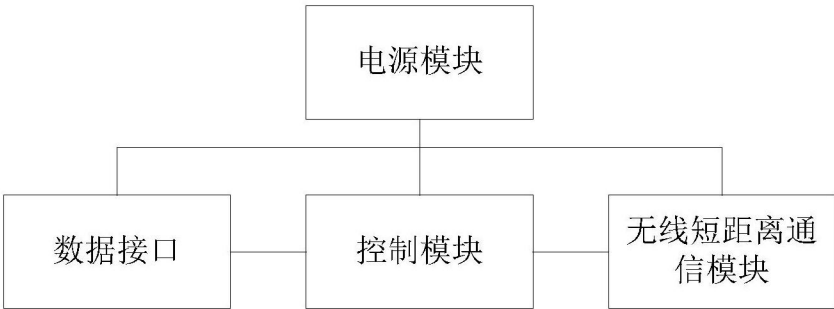 电源模块
数据接口
控制模块
无线短距离通
信模块